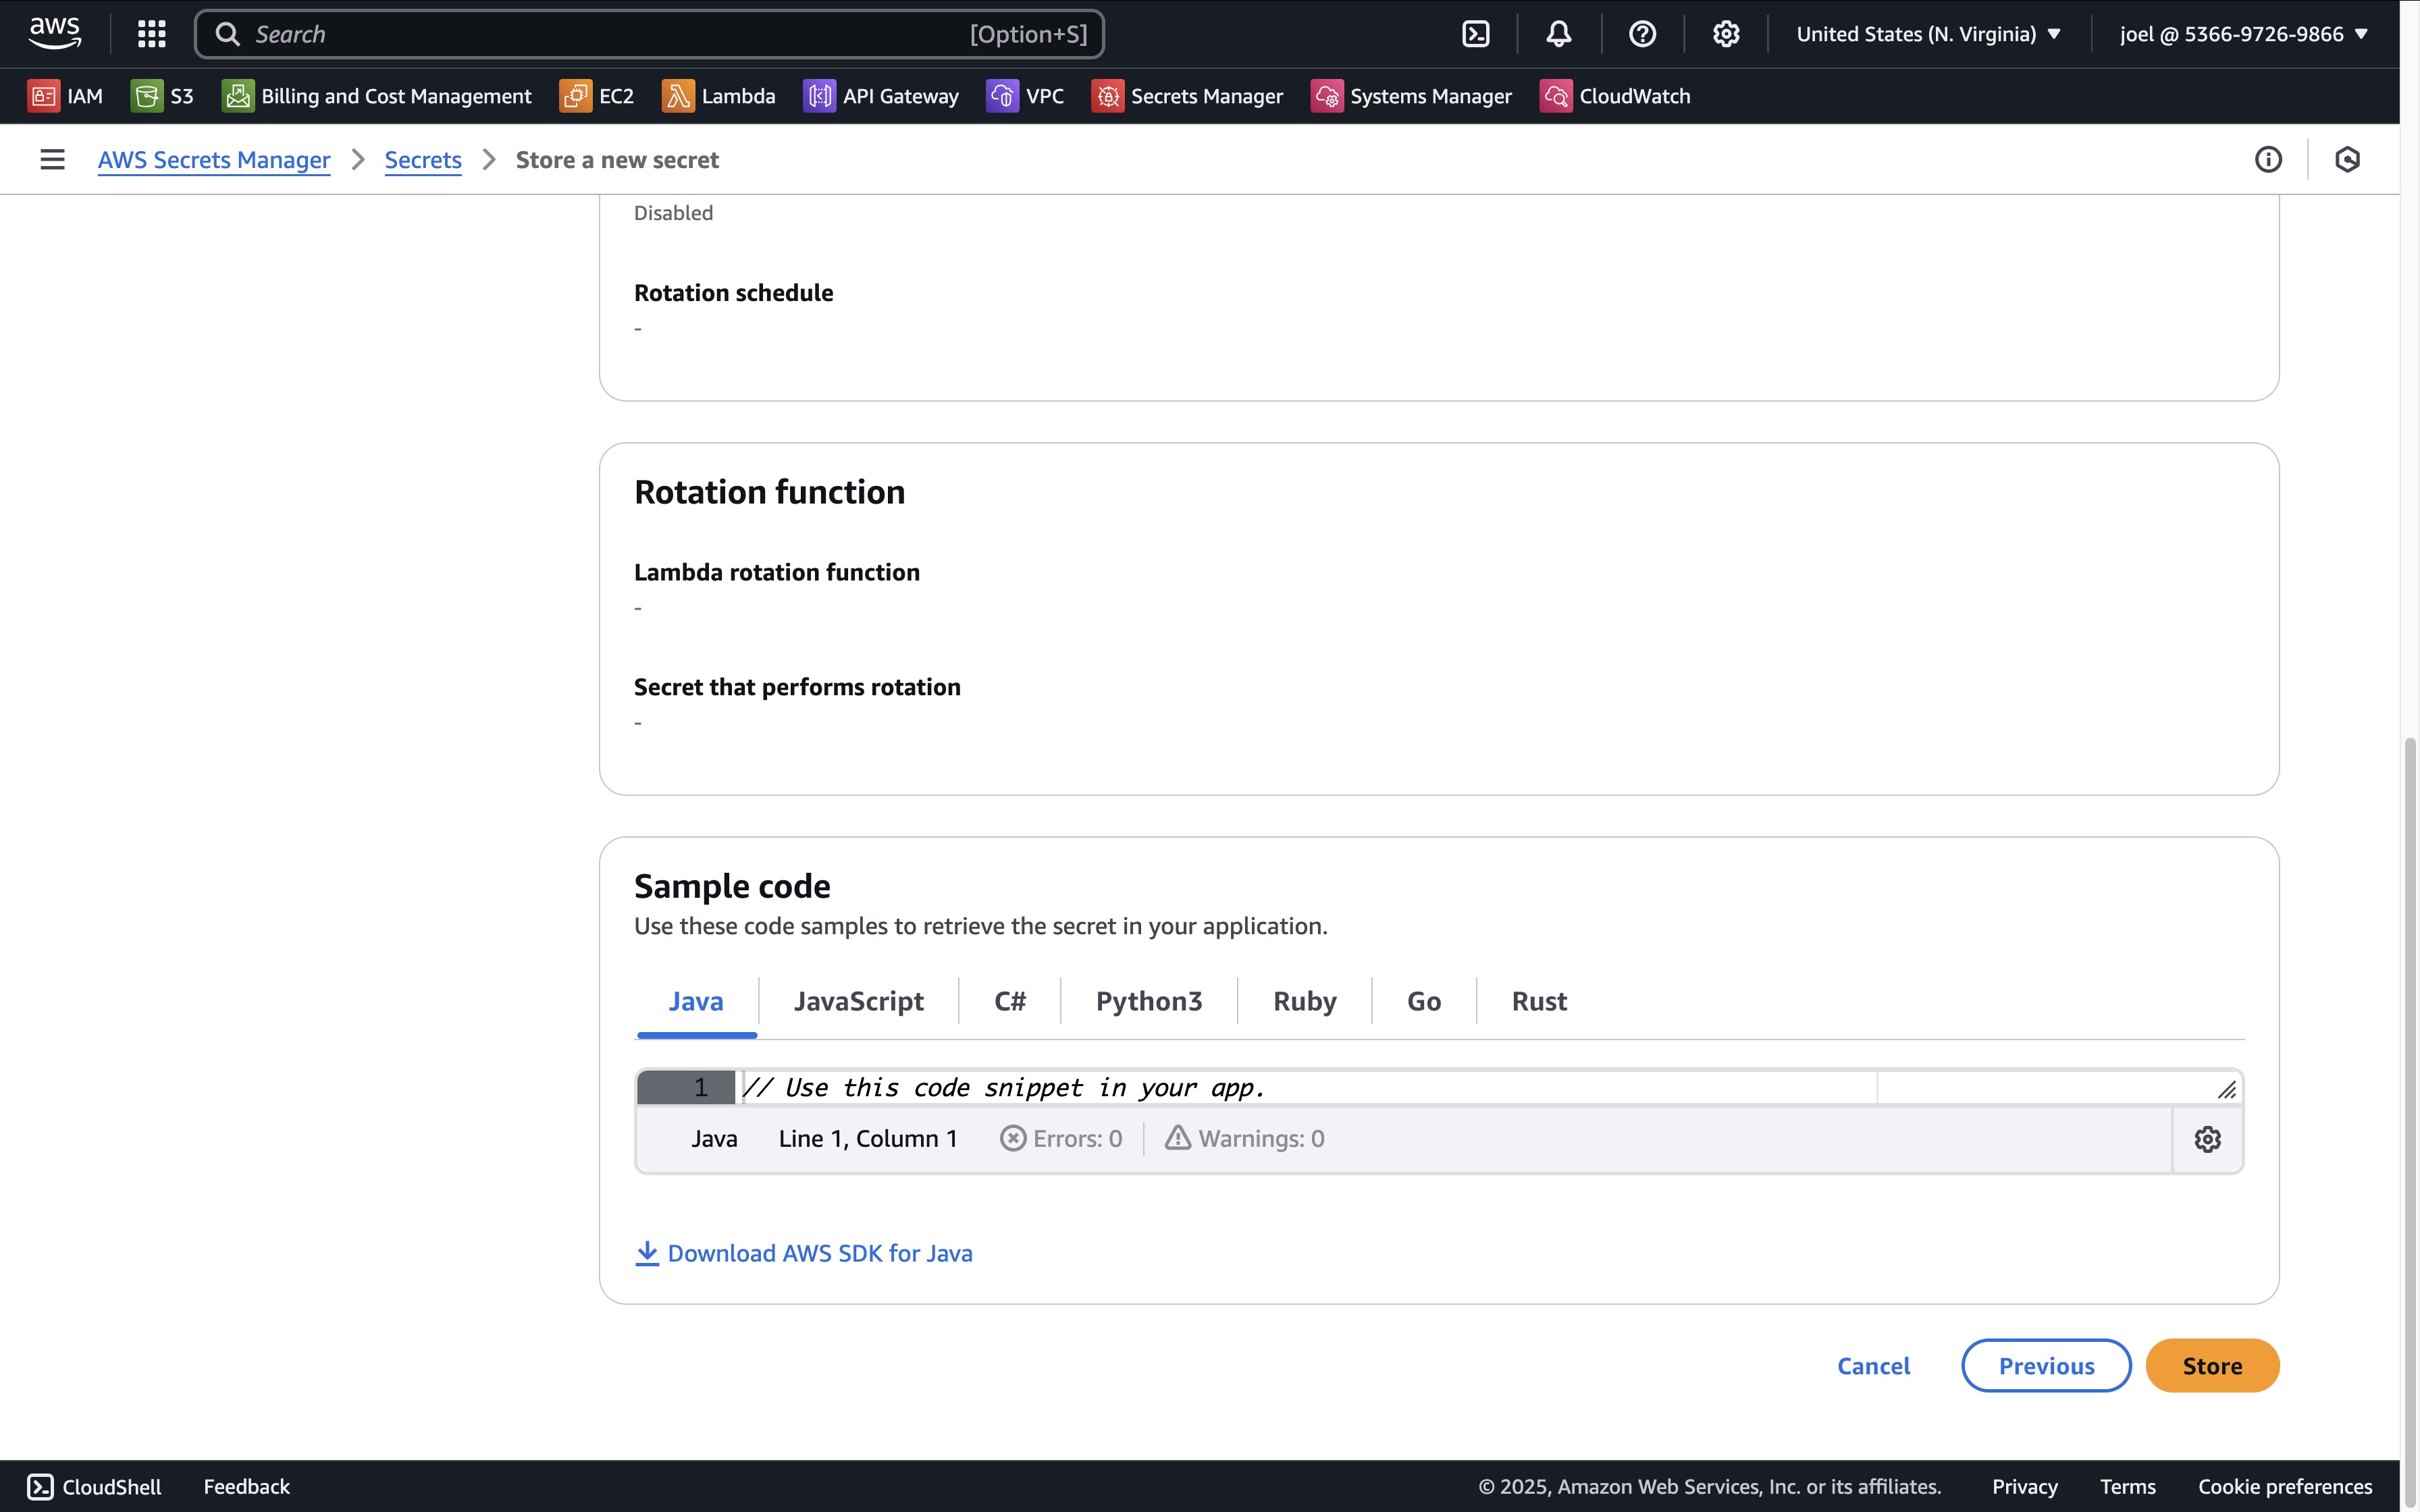 aws
Search [Option+S]
United States (N. Virginia)
joel @ 5366-9726-9866
IAM
S3
Billing and Cost Management
EC2
Lambda
API Gateway
VPC
Secrets Manager
Systems Manager
CloudWatch
AWS Secrets Manager
Secrets
Store a new secret
Disabled
Rotation schedule
-
Rotation function
Lambda rotation function
-
Secret that performs rotation
-
Sample code
Use these code samples to retrieve the secret in your application.
Java
JavaScript
C#
Python3
Ruby
Go
Rust
1 // Use this code snippet in your app.
Java Line 1, Column 1 Errors: 0 Warnings: 0
Download AWS SDK for Java
Cancel
Previous
Store
CloudShell
Feedback
© 2025, Amazon Web Services, Inc. or its affiliates.
Privacy
Terms
Cookie preferences